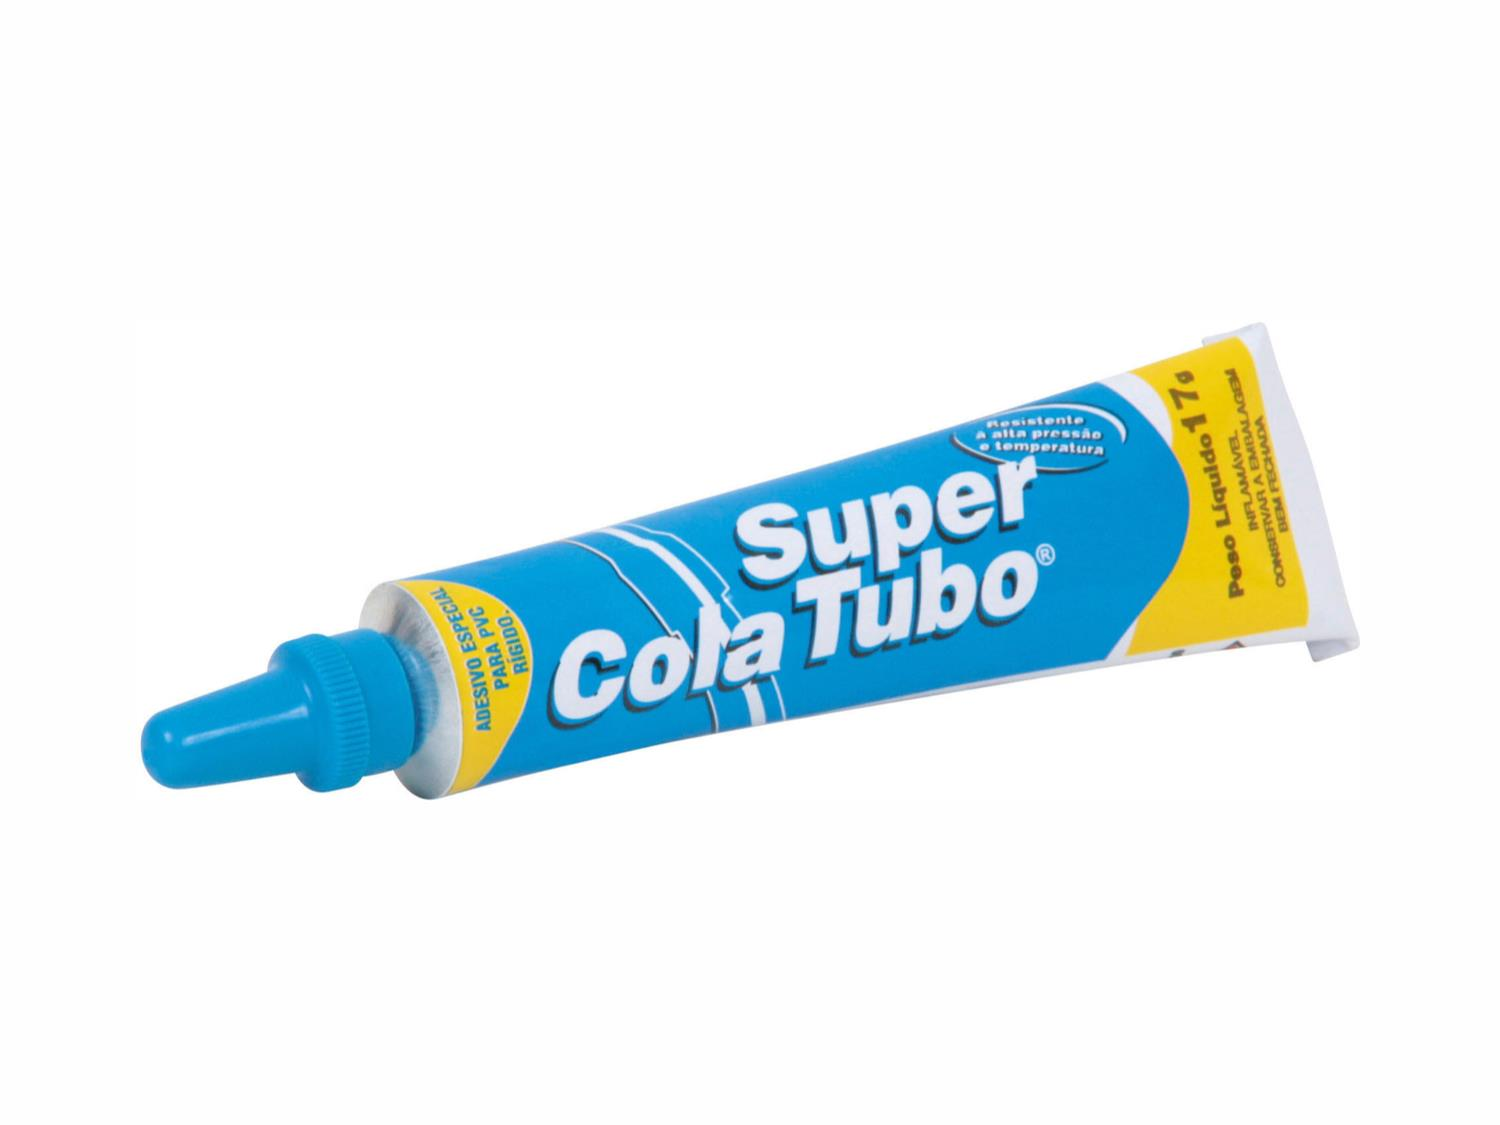 Resistente
à alta pressão
e temperatura
Super
Cola Tubo®
ADESIVO ESPECIAL
PARA PVC
RÍGIDO.
Peso Líquido 17g
INFLAMÁVEL.
CONSERVAR A EMBALAGEM
BEM FECHADA